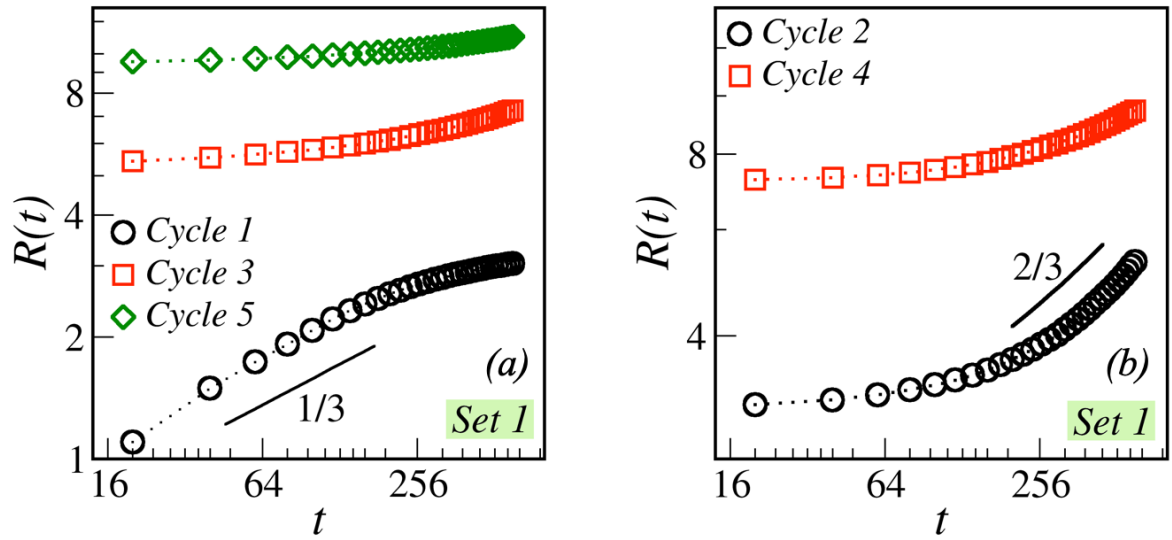 R(t)
8
4
2
1
Cycle 1
Cycle 3
Cycle 5
1/3
(a)
Set 1
16
64
256
t
R(t)
8
4
Cycle 2
Cycle 4
2/3
(b)
Set 1
16
64
256
t